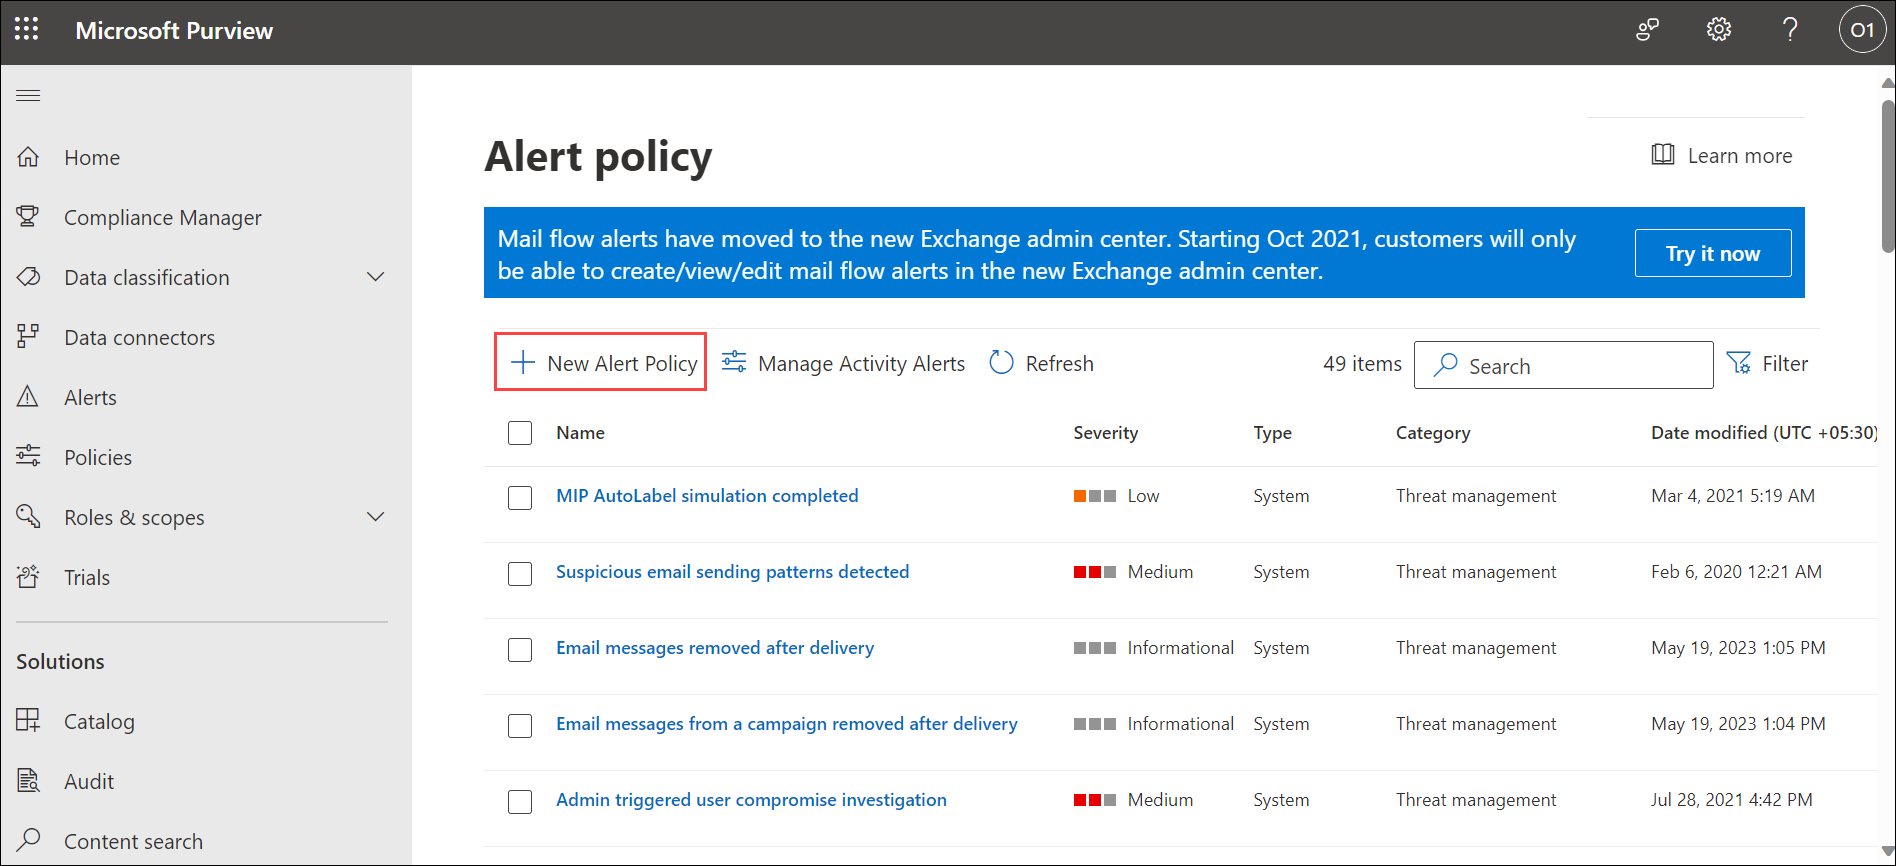 Microsoft Purview
O1
Home
Compliance Manager
Data classification
Data connectors
Alerts
Policies
Roles & scopes
Trials
Solutions
Catalog
Audit
Content search
Alert policy
Learn more
Mail flow alerts have moved to the new Exchange admin center. Starting Oct 2021, customers will only
be able to create/view/edit mail flow alerts in the new Exchange admin center.
Try it now
New Alert Policy
Manage Activity Alerts
Refresh
49 items
Search
Filter
Name Severity Type Category Date modified (UTC +05:30)
MIP AutoLabel simulation completed Low System Threat management Mar 4, 2021 5:19 AM
Suspicious email sending patterns detected Medium System Threat management Feb 6, 2020 12:21 AM
Email messages removed after delivery Informational System Threat management May 19, 2023 1:05 PM
Email messages from a campaign removed after delivery Informational System Threat management May 19, 2023 1:04 PM
Admin triggered user compromise investigation Medium System Threat management Jul 28, 2021 4:42 PM